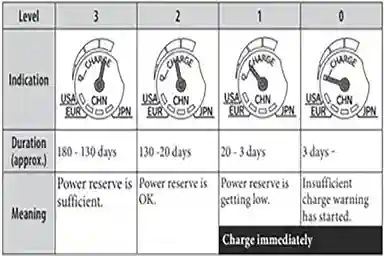 Level 3 2 1 0
Indication
CHARGE CHARGE CHARGE CHARGE
USA CHN USA CHN USA CHN USA CHN
EUR JPN EUR JPN EUR JPN EUR JPN
Duration
(approx.) 180 - 130 days 130 -20 days 20 - 3 days 3 days -
Meaning
Power reserve is Power reserve is Power reserve is Insufficient
sufficient. OK. getting low. charge warning
has started.
Charge immediately